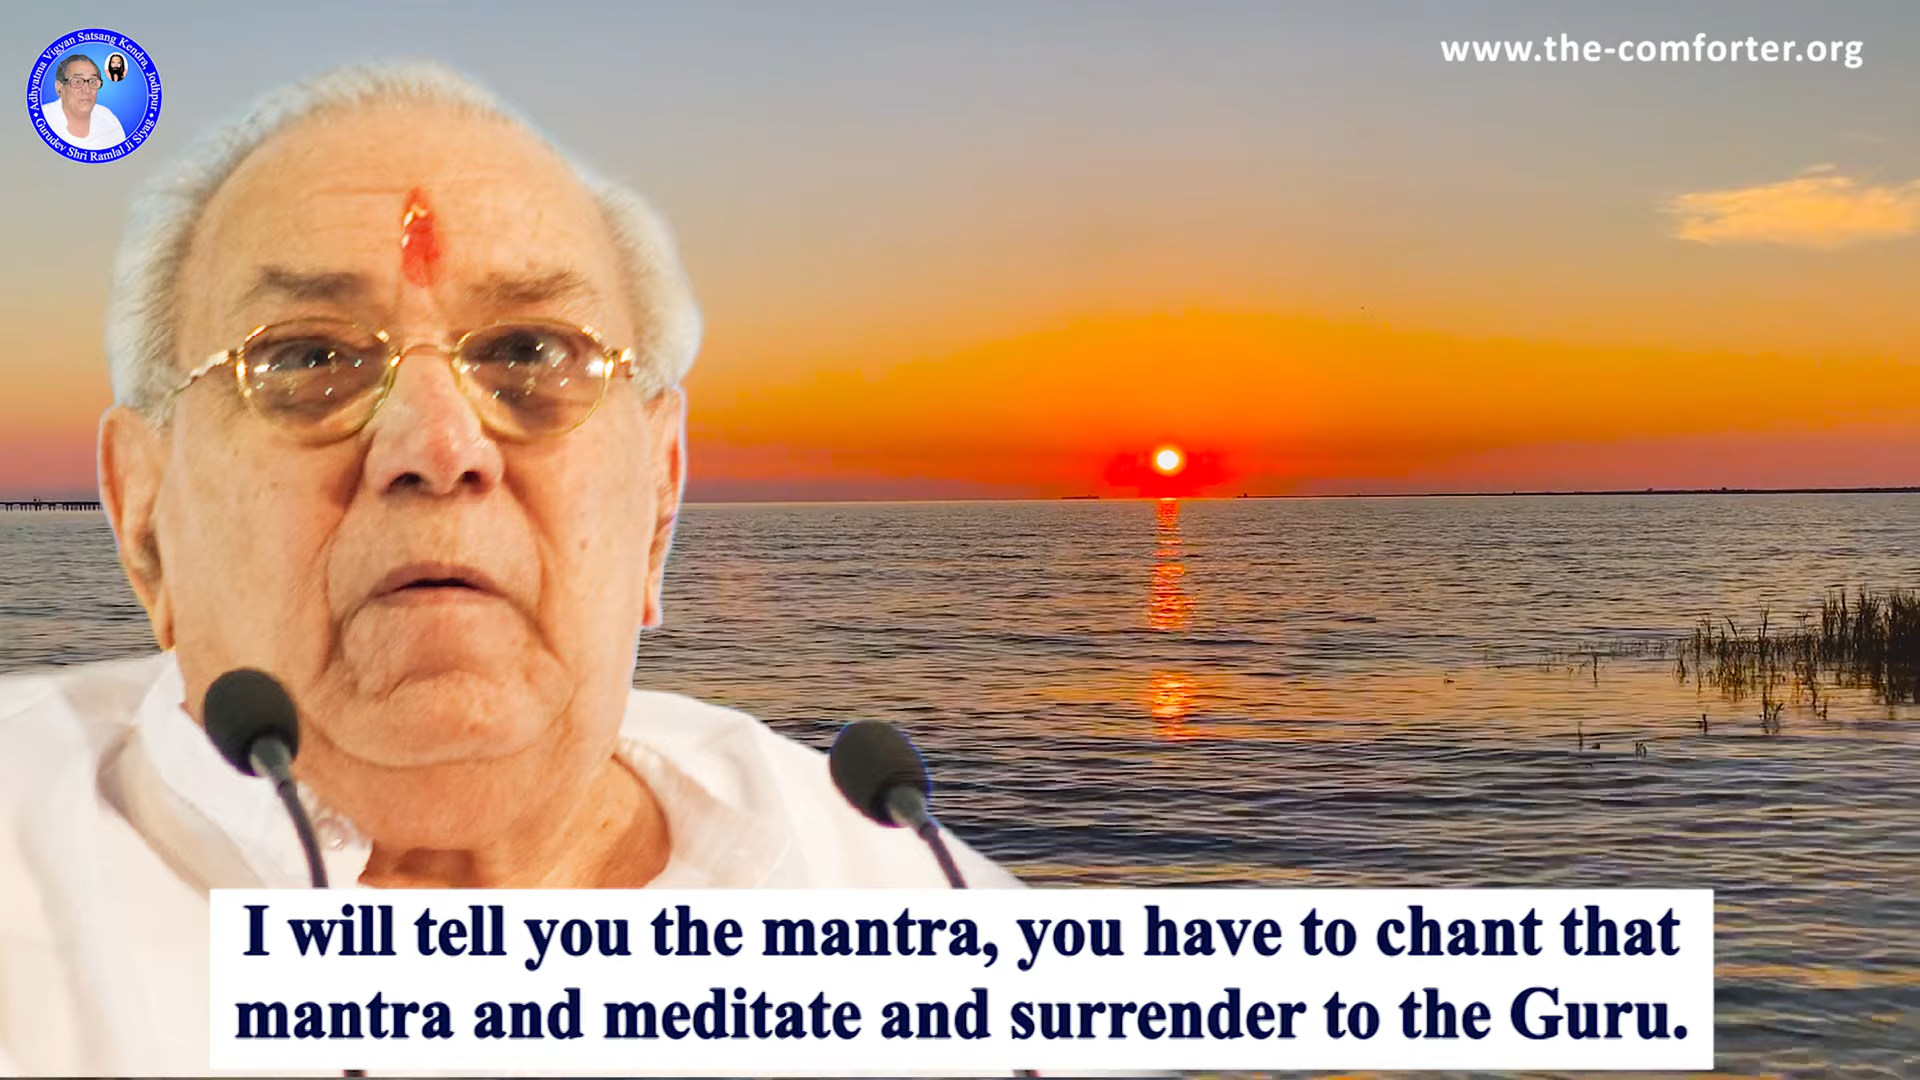 Adhyatma Vigyan Satsang Kendra, Jodhpur
Gurudev Shri Ramlal Ji Siyag
www.the-comforter.org
I will tell you the mantra, you have to chant that
mantra and meditate and surrender to the Guru.